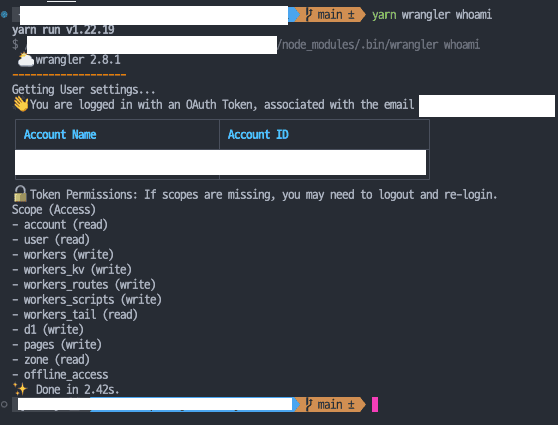 main ± yarn wrangler whoami
yarn run v1.22.19
$ /node_modules/.bin/wrangler whoami
wrangler 2.8.1
-------------------
Getting User settings...
👋You are logged in with an OAuth Token, associated with the email
Account Name Account ID
🔓Token Permissions: If scopes are missing, you may need to logout and re-login.
Scope (Access)
- account (read)
- user (read)
- workers (write)
- workers_kv (write)
- workers_routes (write)
- workers_scripts (write)
- workers_tail (read)
- d1 (write)
- pages (write)
- zone (read)
- offline_access
✨ Done in 2.42s.
main ±